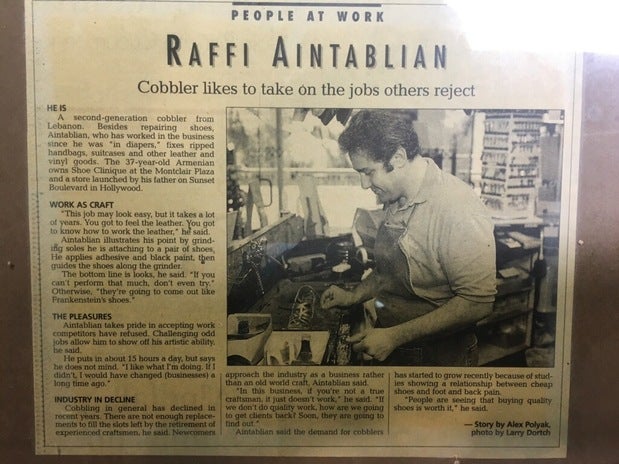 PEOPLE AT WORK
RAFFI AINTABLIAN
Cobbler likes to take on the jobs others reject
HE IS
A second-generation cobbler from
Lebanon. Besides repairing shoes,
Aintablian, who has worked in the business
since he was "in diapers," fixes ripped
handbags, suitcases and other leather and
vinyl goods. The 37-year-old Armenian
owns Shoe Clinique at the Montclair Plaza
and a store launched by his father on Sunset
Boulevard in Hollywood.
WORK AS CRAFT
"This job may look easy, but it takes a lot
of years. You got to feel the leather. You got
to know how to work the leather," he said.
Aintablian illustrates his point by grind-
ing soles he is attaching to a pair of shoes.
He applies adhesive and black paint, then
guides the shoes along the grinder.
The bottom line is looks, he said. "If you
can't perform that much, don't even try."
Otherwise, "they're going to come out like
Frankenstein's shoes."
THE PLEASURES
Aintablian takes pride in accepting work
competitors have refused. Challenging odd
jobs allow him to show off his artistic ability,
he said.
He puts in about 15 hours a day, but says
he does not mind. "I like what I'm doing. If I
didn't, I would have changed (businesses) a
long time ago."
INDUSTRY IN DECLINE
Cobbling in general has declined in
recent years. There are not enough replace-
ments to fill the slots left by the retirement of
experienced craftsmen, he said. Newcomers
approach the industry as a business rather
than an old world craft, Aintablian said.
"In this business, if you're not a true
craftsman, it just doesn't work," he said. "If
we don't do quality work, how are we going
to get clients back? Soon, they are going to
find out."
Aintablian said the demand for cobblers
has started to grow recently because of stud-
ies showing a relationship between cheap
shoes and foot and back pain.
"People are seeing that buying quality
shoes is worth it," he said.
— Story by Alex Polyak,
photo by Larry Dortch